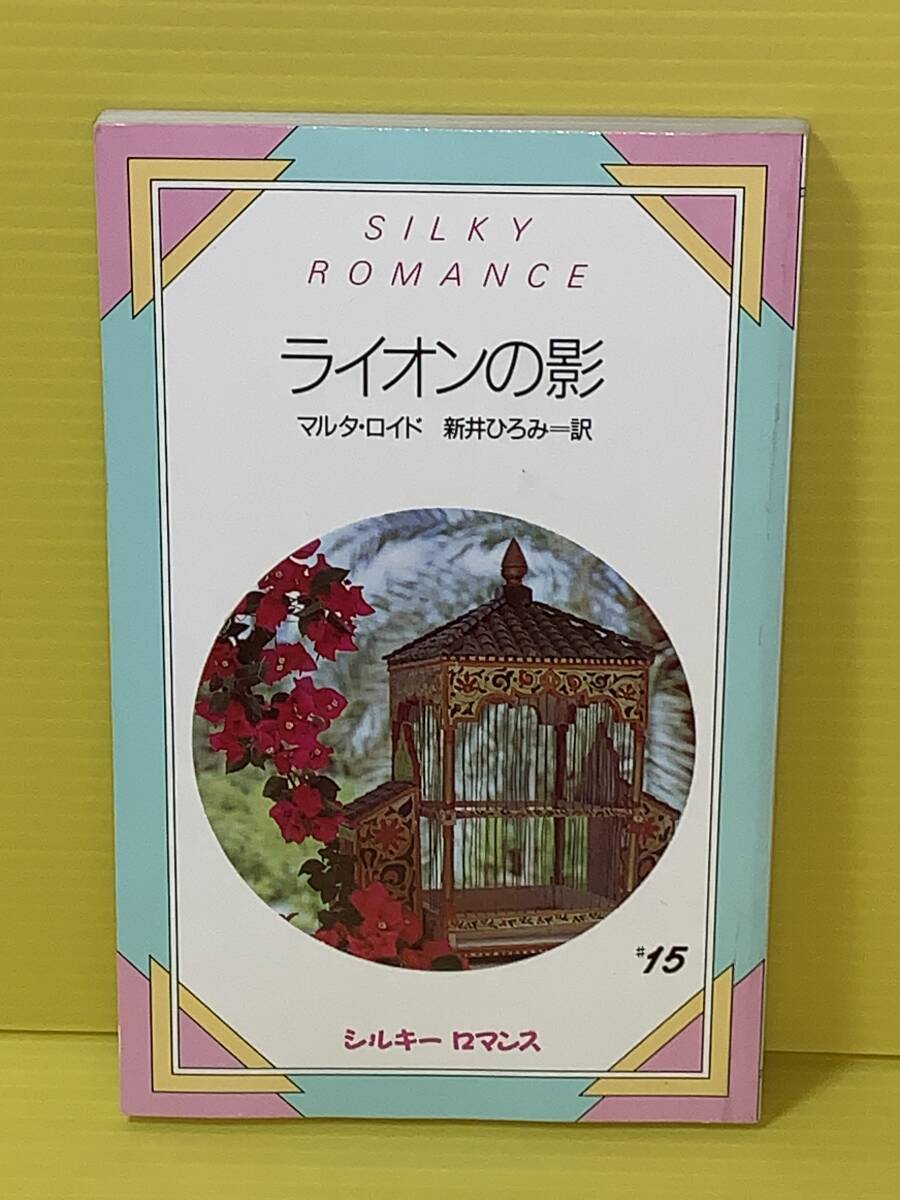 SILKY
ROMANCE
ライオンの影
マルタ・ロイド 新井ひろみ=訳
#15
シルキー ロマンス